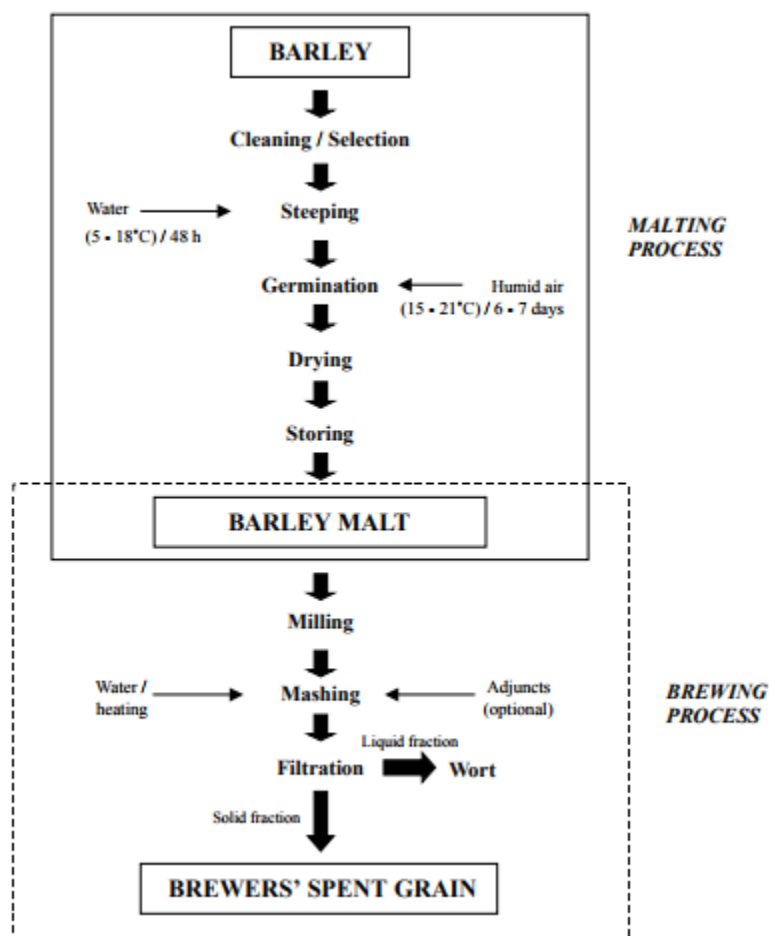 BARLEY
Cleaning / Selection
Water
(5 - 18°C) / 48 h
Steeping
MALTING
PROCESS
Germination
Humid air
(15 - 21°C) / 6 - 7 days
Drying
Storing
BARLEY MALT
Milling
Water /
heating
Mashing
Adjuncts
(optional)
BREWING
PROCESS
Liquid fraction
Filtration
Wort
Solid fraction
BREWERS’ SPENT GRAIN